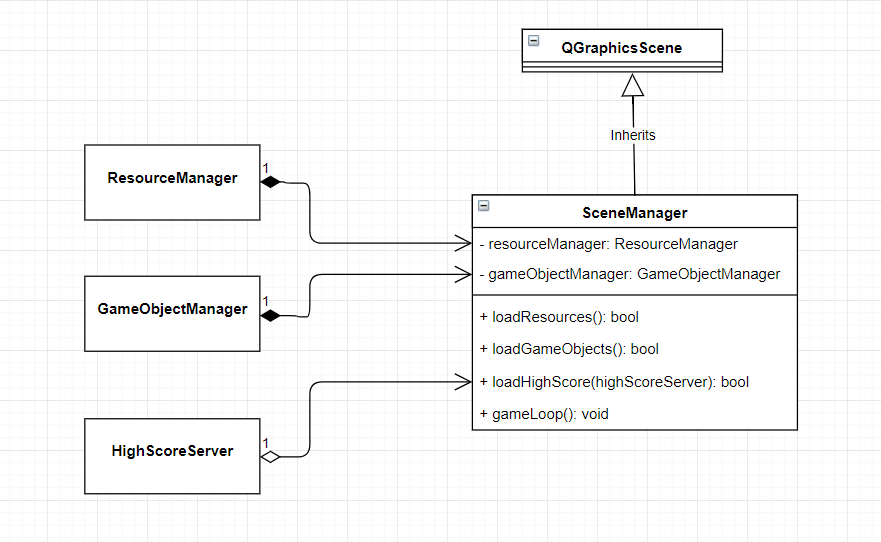 QGraphicsScene
Inherits
ResourceManager
1
GameObjectManager
1
HighScoreServer
1
SceneManager
- resourceManager: ResourceManager
- gameObjectManager: GameObjectManager
+ loadResources(): bool
+ loadGameObjects(): bool
+ loadHighScore(highScoreServer): bool
+ gameLoop(): void